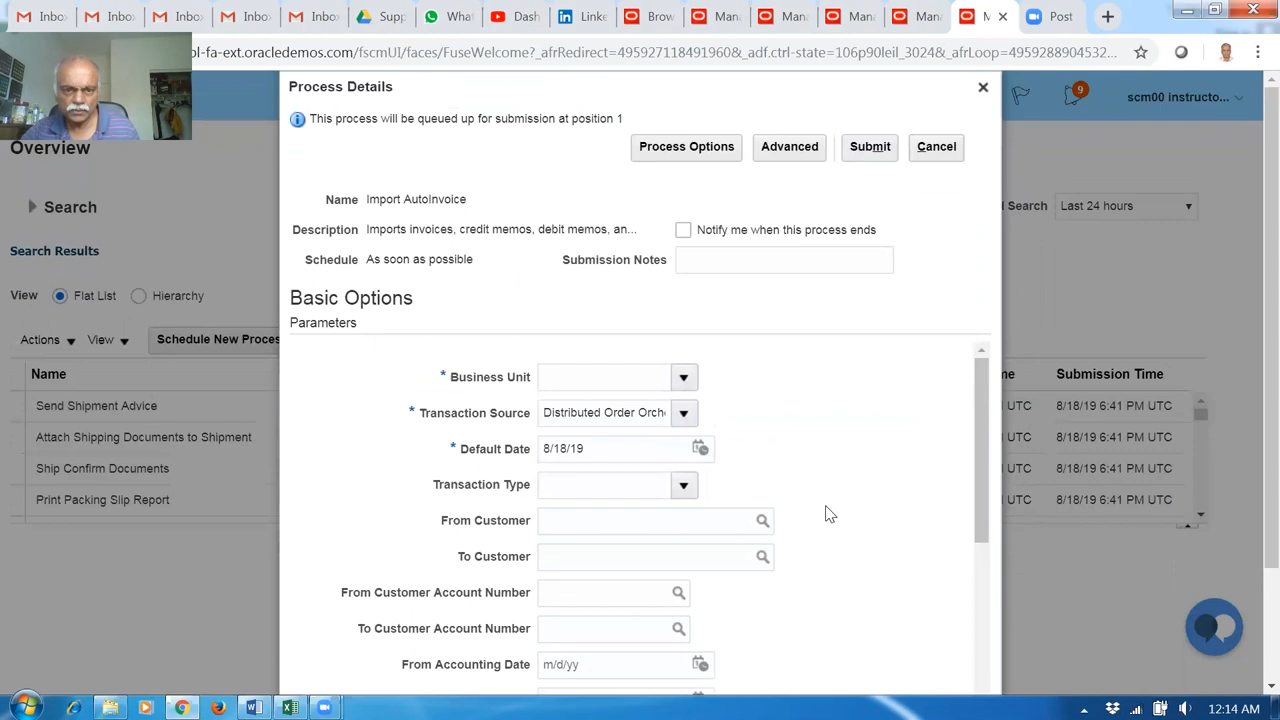 Inbo
Inbo
Inbo
Inbo
Inbo
Supp
What
Dash
Linke
Brow
Mana
Mana
Mana
Mana
M
Post
ol-fa-ext.oracledemos.com/fscmUI/faces/FuseWelcome?_afrRedirect=4959271184919 60&_adf.ctrl-state=106p90leil_3024&_afrLoop=4959288904532...
Process Details
This process will be queued up for submission at position 1
9
scm00 instructo...
Process Options
Advanced
Submit
Cancel
Overview
Name Import AutoInvoice
Search
d Search Last 24 hours
Description Imports invoices, credit memos, debit memos, an...
Notify me when this process ends
Search Results
Schedule As soon as possible
Submission Notes
View Flat List Hierarchy
Basic Options
Parameters
Actions View Schedule New Proces
Name
me Submission Time
* Business Unit
Send Shipment Advice
UTC 8/18/19 6:41 PM UTC
* Transaction Source Distributed Order Orche
Attach Shipping Documents to Shipment
UTC 8/18/19 6:41 PM UTC
* Default Date 8/18/19
Ship Confirm Documents
UTC 8/18/19 6:41 PM UTC
Transaction Type
Print Packing Slip Report
UTC 8/18/19 6:41 PM UTC
From Customer
To Customer
From Customer Account Number
To Customer Account Number
From Accounting Date m/d/yy
12:14 AM